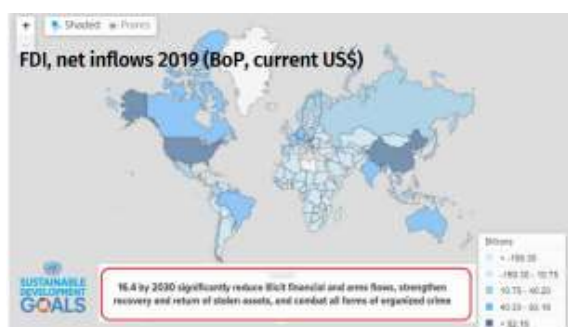 + Shaded Points
FDI, net inflows 2019 (BoP, current US$)
SUSTAINABLE
DEVELOPMENT
GOALS
16.4 by 2030 significantly reduce illicit financial and arms flows, strengthen
recovery and return of stolen assets, and combat all forms of organized crime
Billions